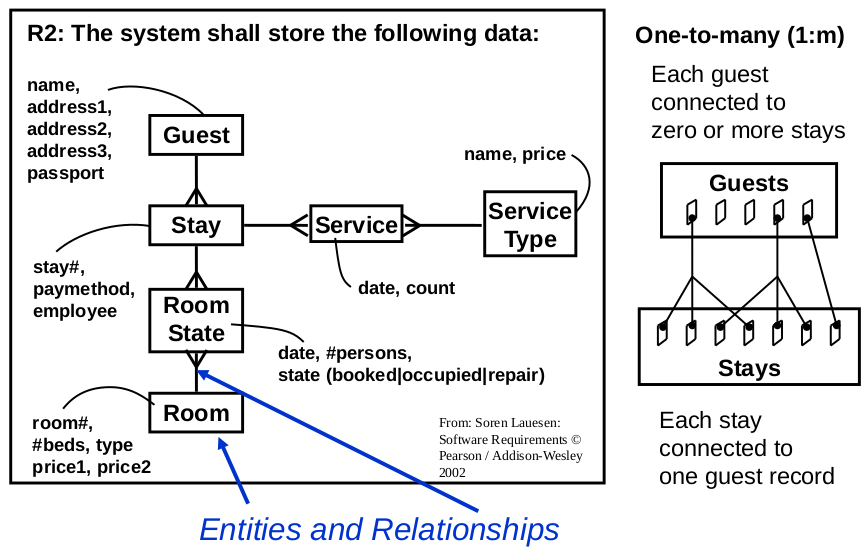 R2: The system shall store the following data:
name,
address1,
address2,
address3,
passport
Guest
name, price
Stay
Service
Service
Type
stay#,
paymethod,
employee
date, count
Room
State
date, #persons,
state (booked|occupied|repair)
Room
room#,
#beds, type
price1, price2
From: Soren Lauesen:
Software Requirements ©
Pearson / Addison-Wesley
2002
Entities and Relationships
One-to-many (1:m)
Each guest
connected to
zero or more stays
Guests
Stays
Each stay
connected to
one guest record